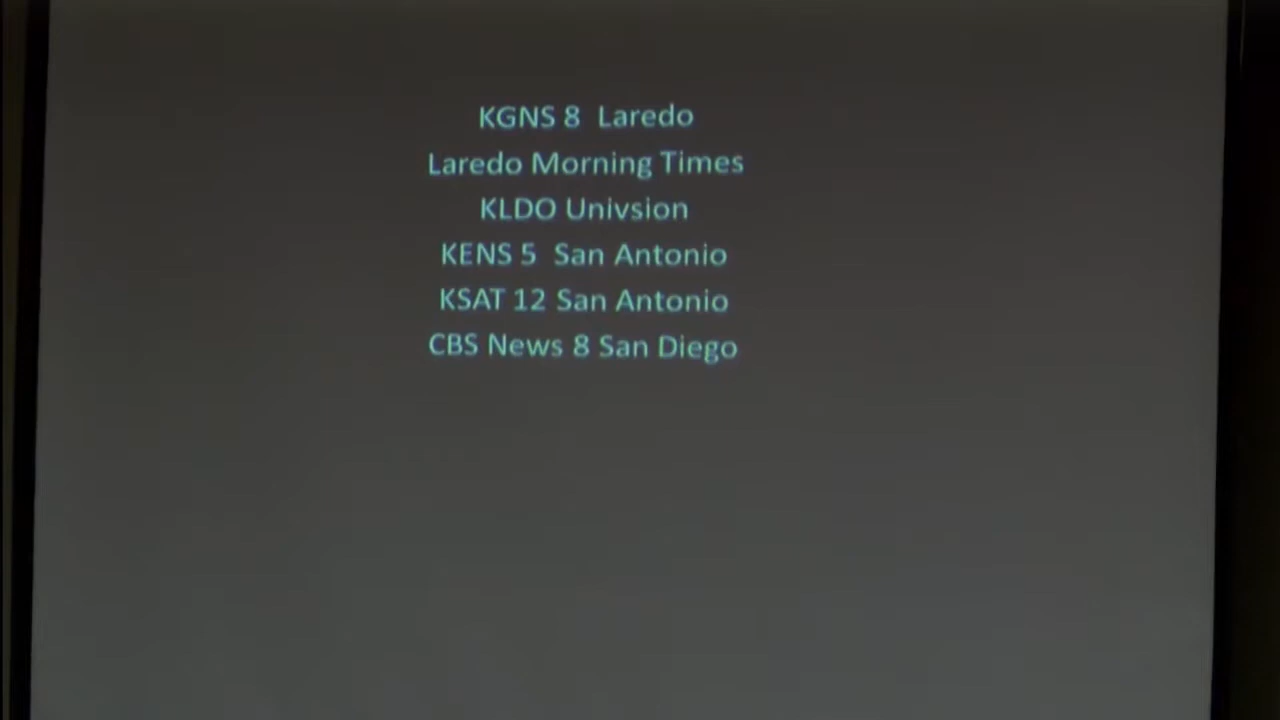 KGNS 8  Laredo
Laredo Morning Times
KLDO Univsion
KENS 5  San Antonio
KSAT 12 San Antonio
CBS News 8 San Diego